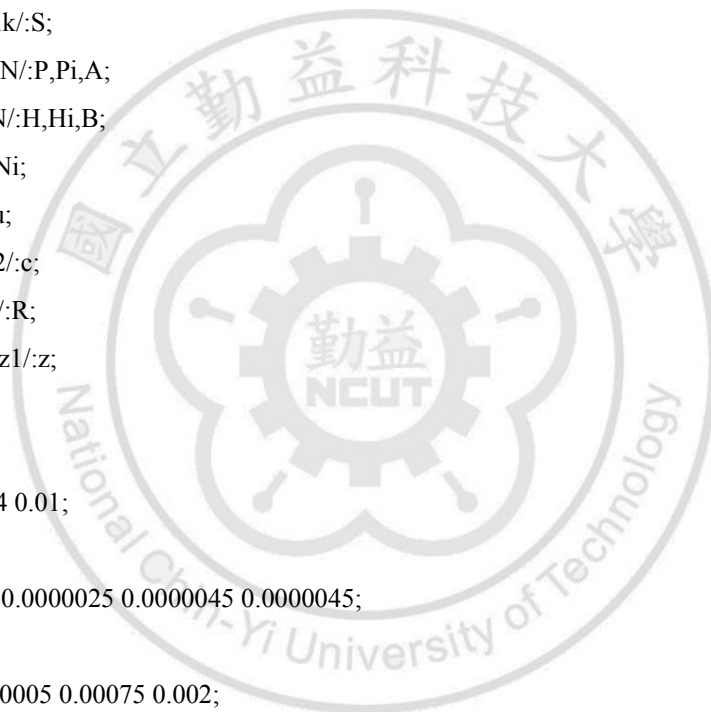 k/:S;
N/:P,Pi,A;
N/:H,Hi,B;
Ni;
u;
2/:c;
/:R;
z1/:z;
4 0.01;
0.0000025 0.0000045 0.0000045;
0005 0.00075 0.002;
國立勤益科技大學
勤益
NCUT
National Chin-Yi University of Technology